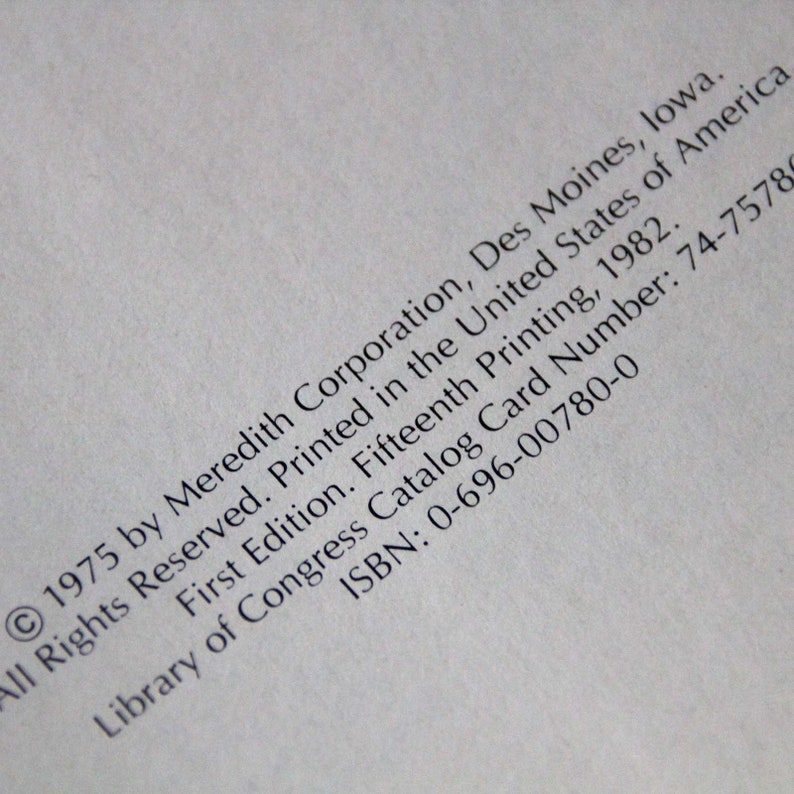 © 1975 by Meredith Corporation, Des Moines, Iowa.
All Rights Reserved. Printed in the United States of America
First Edition. Fifteenth Printing, 1982.
Library of Congress Catalog Card Number: 74-75786
ISBN: 0-696-00780-0